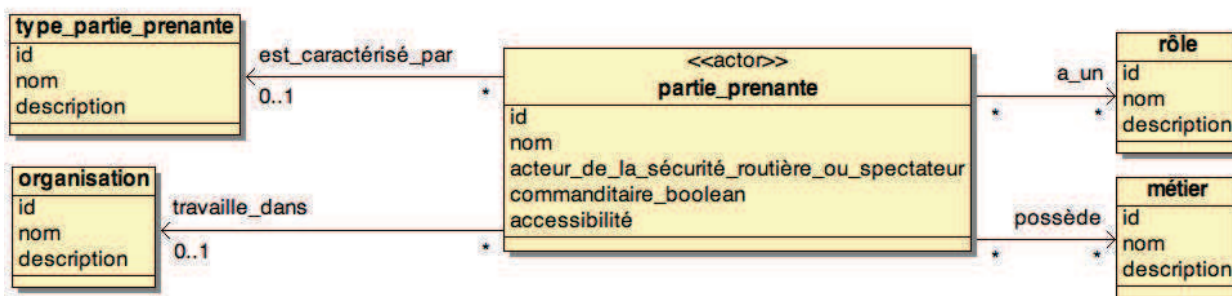 type_partie_prenante
id
nom
description
est_caractérisé_par
0..1
*
organisation
id
nom
description
travaille_dans
0..1
*
<<actor>>
partie_prenante
id
nom
acteur_de_la_sécurité_routière_ou_spectateur
commanditaire_boolean
accessibilité
a_un
*
*
rôle
id
nom
description
possède
*
*
métier
id
nom
description